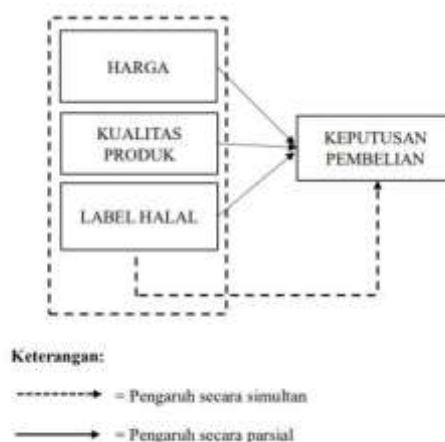 HARGA
KUALITAS
PRODUK
LABEL HALAL
KEPUTUSAN
PEMBELIAN
Keterangan:
= Pengaruh secara simultan
= Pengaruh secara parsial